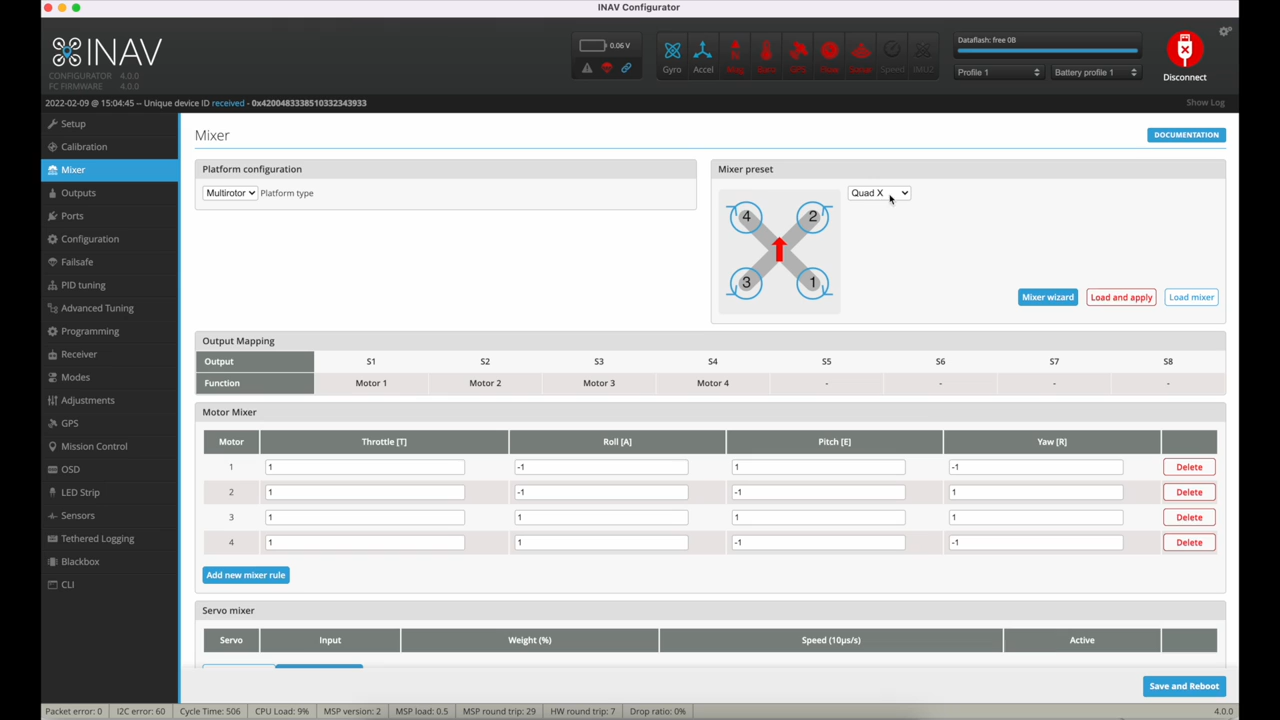 INAV Configurator
INAV
CONFIGURATOR 4.0.0
FC FIRMWARE 4.0.0
0.06 V
Gyro Accel Mag Baro GPS Flow Sonar Speed IMU2
Dataflash: free 0B
Profile 1 Battery profile 1
Disconnect
2022-02-09 @ 15:04:45 -- Unique device ID received - 0x4200483338510332343933
Show Log
Setup
Calibration
Mixer
Outputs
Ports
Configuration
Failsafe
PID tuning
Advanced Tuning
Programming
Receiver
Modes
Adjustments
GPS
Mission Control
OSD
LED Strip
Sensors
Tethered Logging
Blackbox
CLI
Mixer
DOCUMENTATION
Platform configuration
Multirotor Platform type
Mixer preset
Quad X
4 2
3 1
Mixer wizard Load and apply Load mixer
Output Mapping
Output S1 S2 S3 S4 S5 S6 S7 S8
Function Motor 1 Motor 2 Motor 3 Motor 4 - - - -
Motor Mixer
Motor Throttle [T] Roll [A] Pitch [E] Yaw [R]
1 1 -1 1 -1 Delete
2 1 -1 -1 1 Delete
3 1 1 1 1 Delete
4 1 1 -1 -1 Delete
Add new mixer rule
Servo mixer
Servo Input Weight (%) Speed (10µs/s) Active
Save and Reboot
Packet error: 0 I2C error: 60 Cycle Time: 506 CPU Load: 9% MSP version: 2 MSP load: 0.5 MSP round trip: 29 HW round trip: 7 Drop ratio: 0% 4.0.0